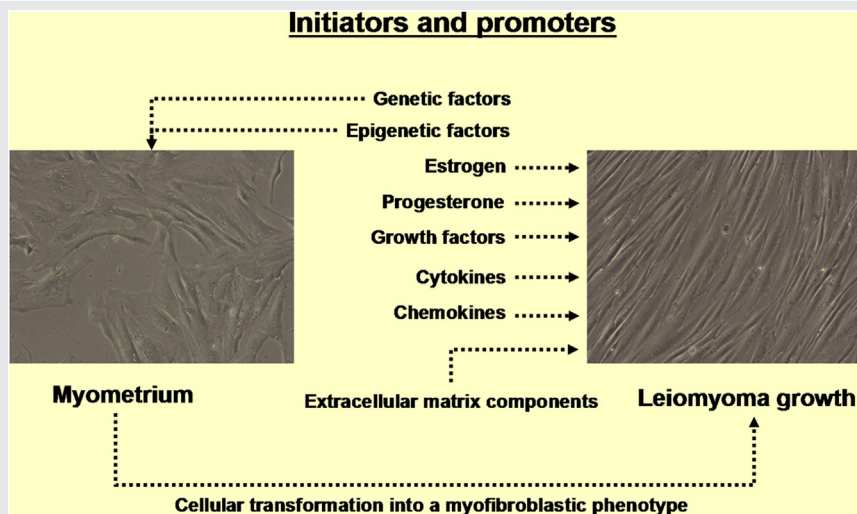 Initiators and promoters
Genetic factors
Epigenetic factors
Estrogen
Progesterone
Growth factors
Cytokines
Chemokines
Extracellular matrix components
Myometrium
Leiomyoma growth
Cellular transformation into a myofibroblastic phenotype